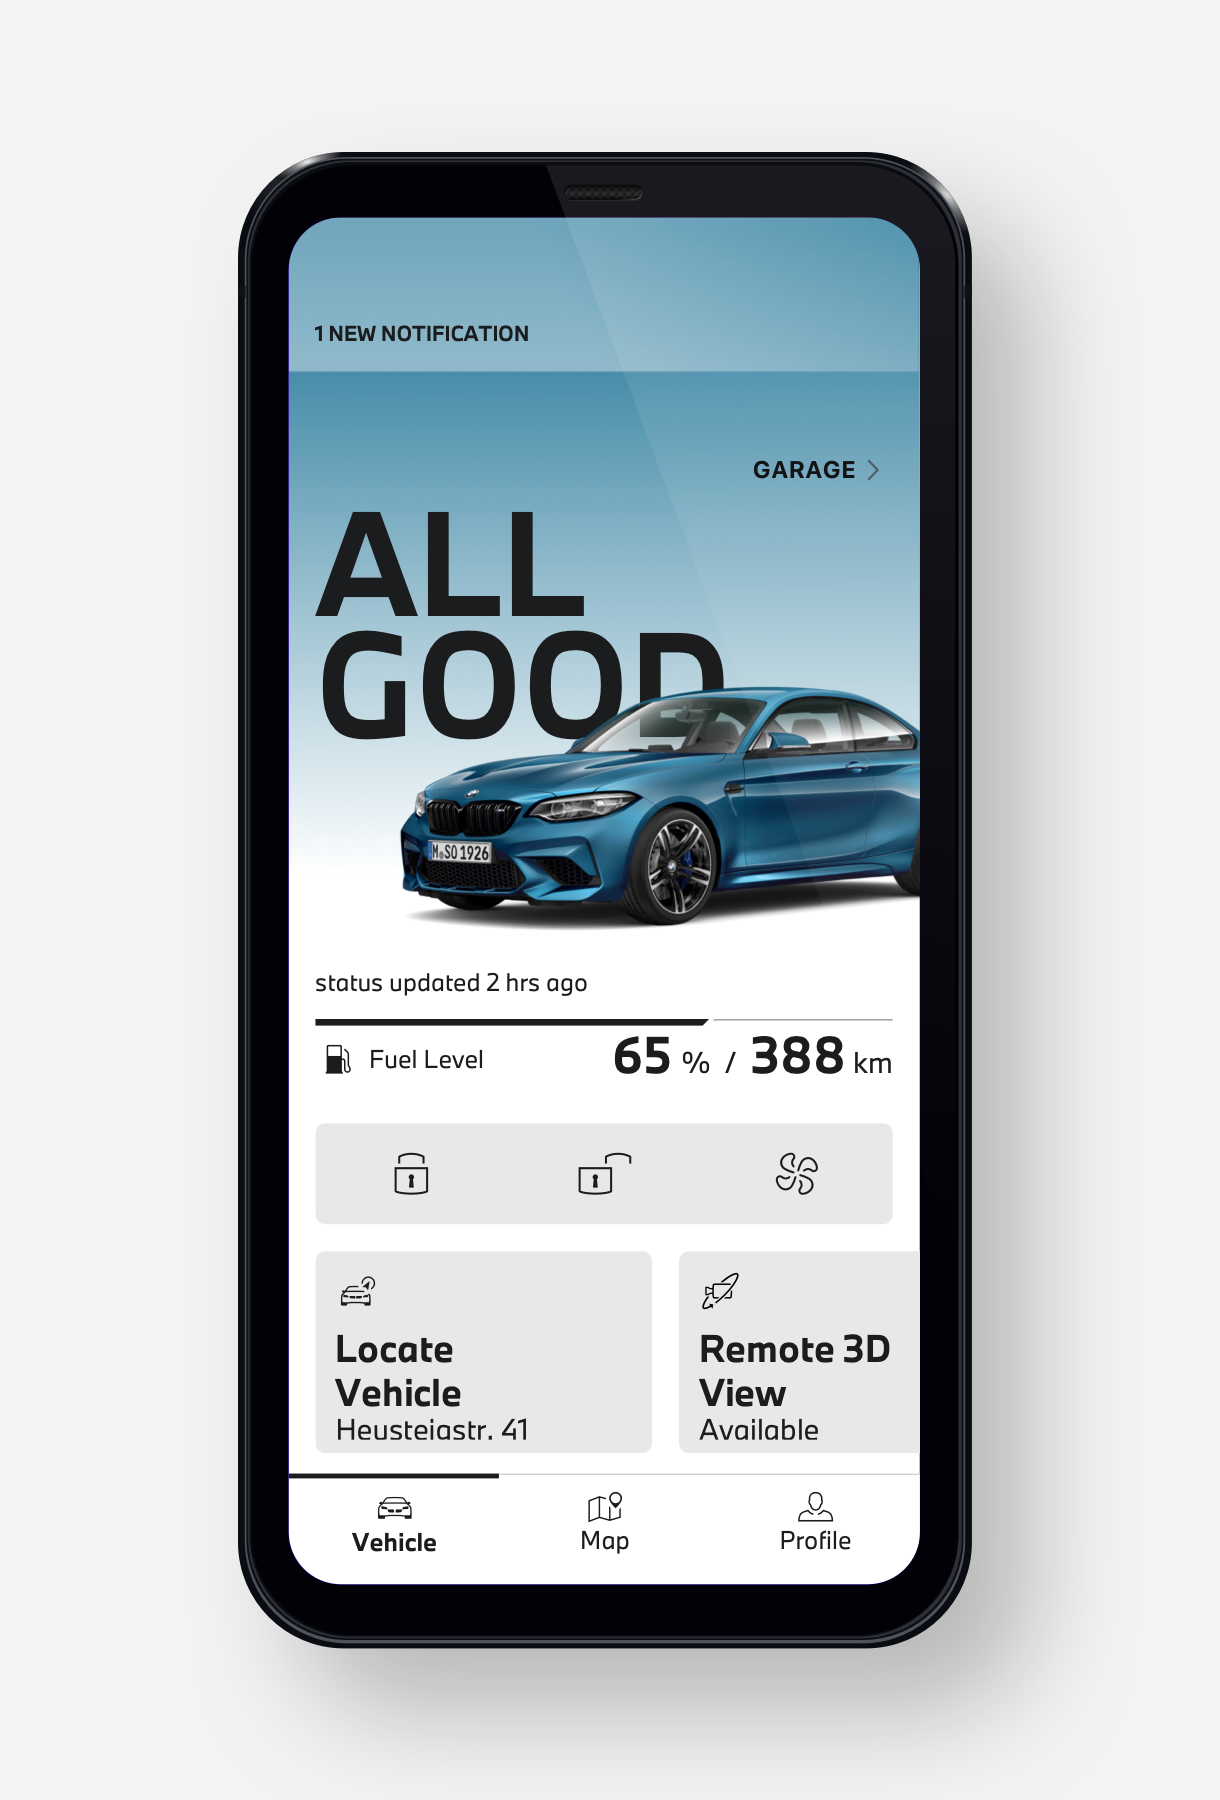 1 NEW NOTIFICATION
GARAGE
ALL
GOOD
M SO 1926
status updated 2 hrs ago
Fuel Level 65 % / 388 km
Locate
Vehicle
Heusteigstr. 41
Remote 3D
View
Available
Vehicle Map Profile